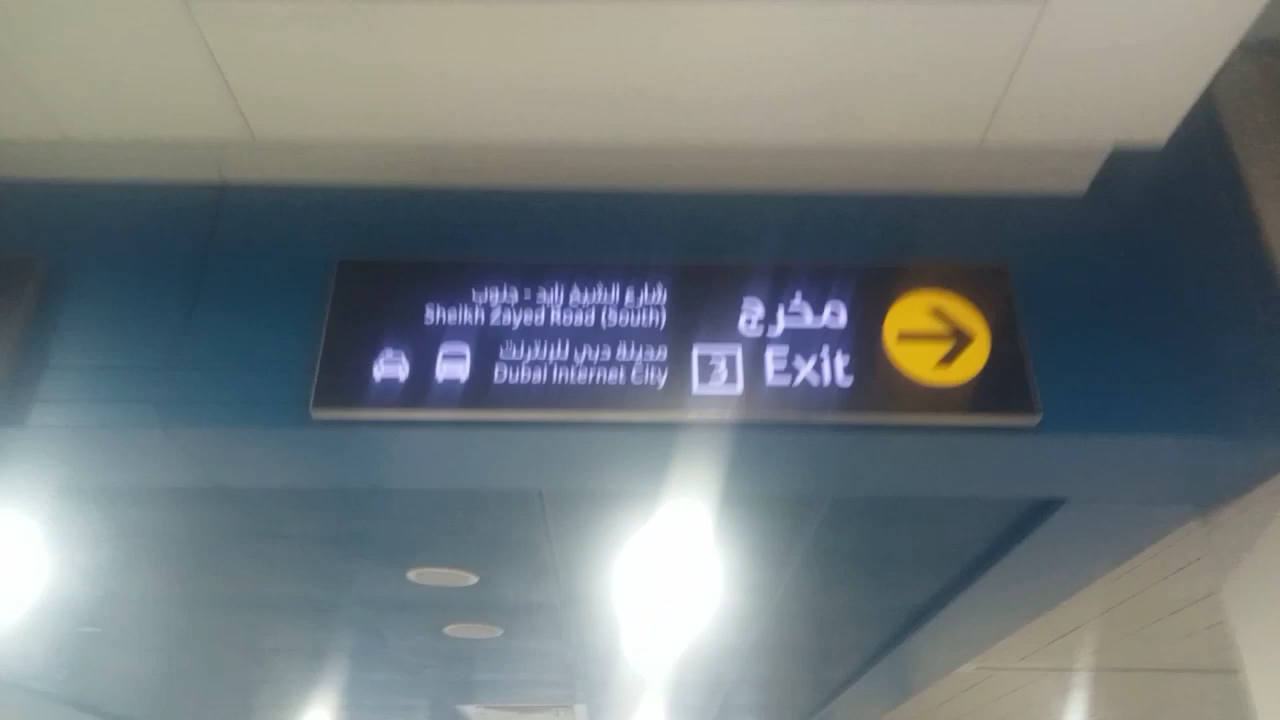 مخرج
Exit 3
شارع الشيخ زايد : جنوب
Sheikh Zayed Road (South)
مدينة دبي للإنترنت
Dubai Internet City